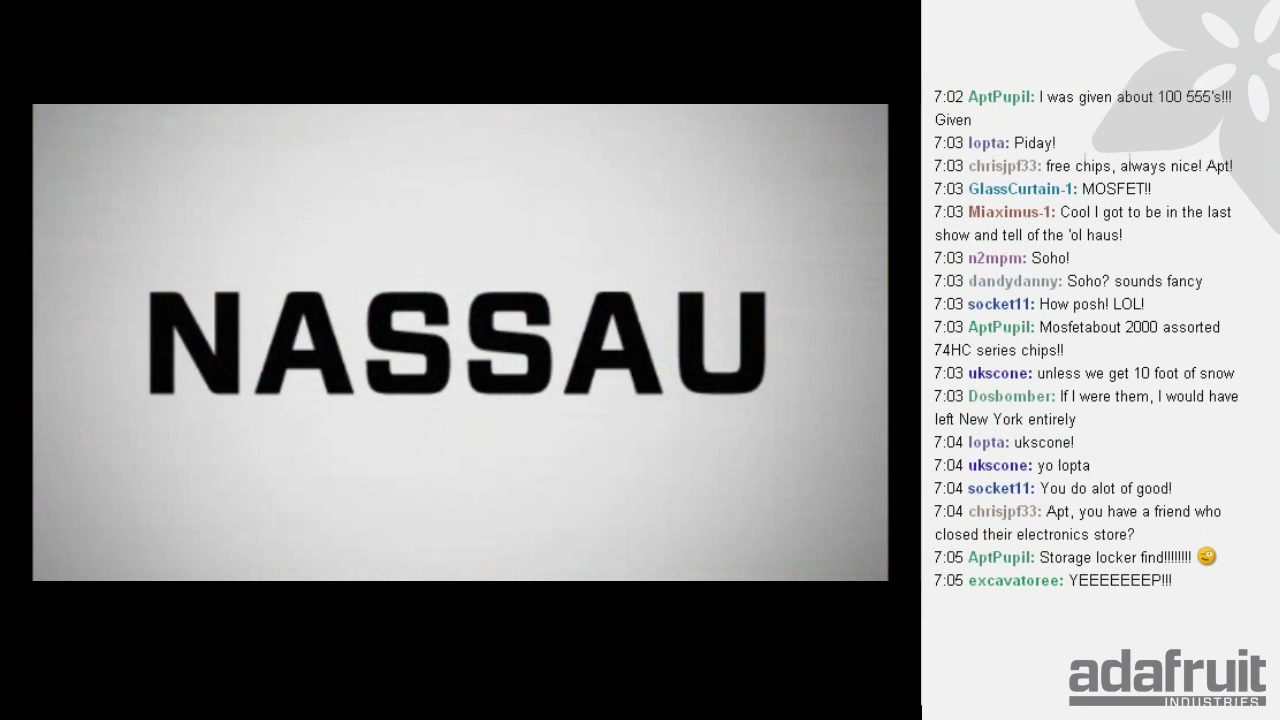 NASSAU
7:02 AptPupil: I was given about 100 555's!!!
Given
7:03 lopta: Piday!
7:03 chrisjpf33: free chips, always nice! Apt!
7:03 GlassCurtain-1: MOSFET!!
7:03 Miaximus-1: Cool I got to be in the last
show and tell of the 'ol haus!
7:03 n2mpm: Soho!
7:03 dandydanny: Soho? sounds fancy
7:03 socket11: How posh! LOL!
7:03 AptPupil: Mosfetabout 2000 assorted
74HC series chips!!
7:03 ukscone: unless we get 10 foot of snow
7:03 Dosbomber: If I were them, I would have
left New York entirely
7:04 lopta: ukscone!
7:04 ukscone: yo lopta
7:04 socket11: You do alot of good!
7:04 chrisjpf33: Apt, you have a friend who
closed their electronics store?
7:05 AptPupil: Storage locker find!!!!!!!!
7:05 excavatoree: YEEEEEEEP!!!
adafruit
INDUSTRIES